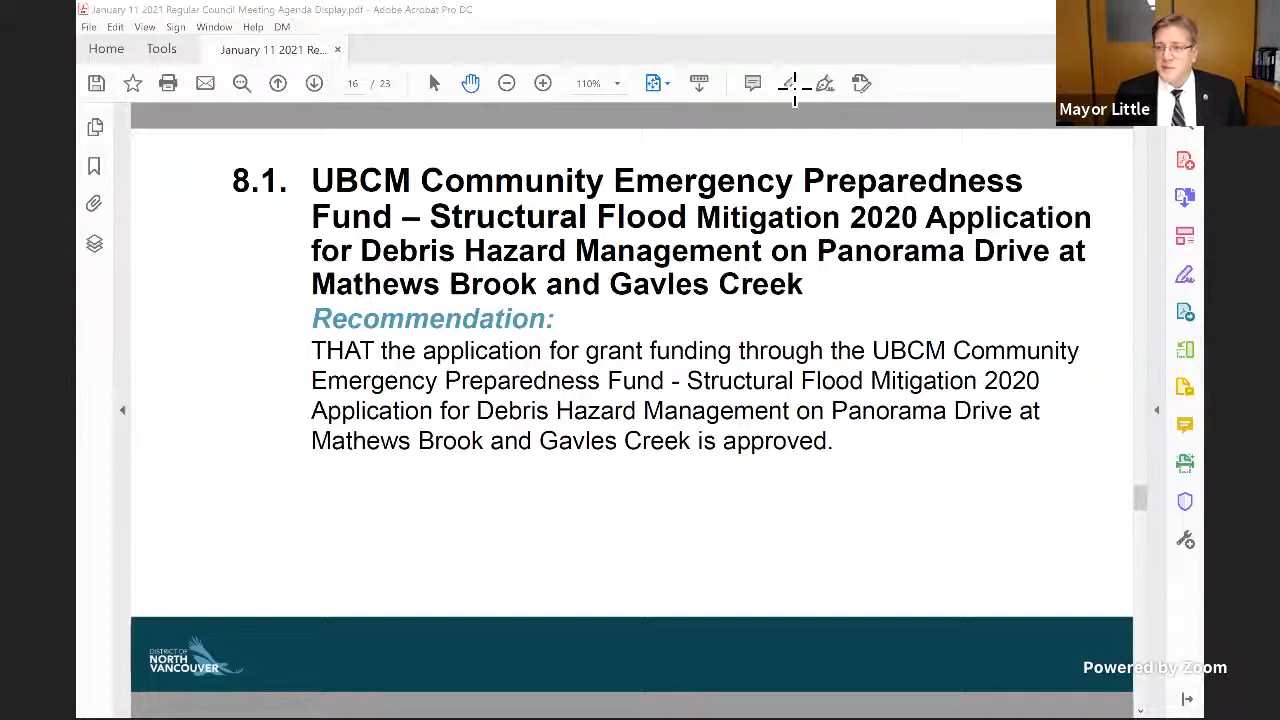 January 11 2021 Regular Council Meeting Agenda Display.pdf - Adobe Acrobat Pro DC
File Edit View Sign Window Help DM
Home Tools January 11 2021 Re... ×
16 / 23 110%
Mayor Little
8.1. UBCM Community Emergency Preparedness
Fund – Structural Flood Mitigation 2020 Application
for Debris Hazard Management on Panorama Drive at
Mathews Brook and Gavles Creek
Recommendation:
THAT the application for grant funding through the UBCM Community
Emergency Preparedness Fund - Structural Flood Mitigation 2020
Application for Debris Hazard Management on Panorama Drive at
Mathews Brook and Gavles Creek is approved.
DISTRICT OF
NORTH
VANCOUVER
Powered by Zoom